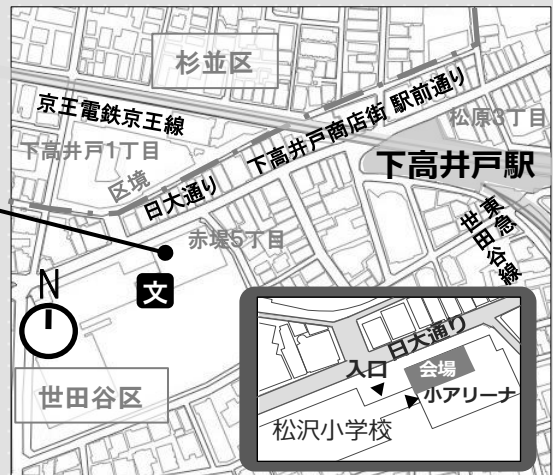 杉並区
京王電鉄京王線
下高井戸商店街 駅前通り
松原3丁目
下高井戸1丁目
下高井戸駅
区境
日大通り
赤堤5丁目
東急
世田谷線
文
N
世田谷区
日大通り
入口
会場
小アリーナ
松沢小学校